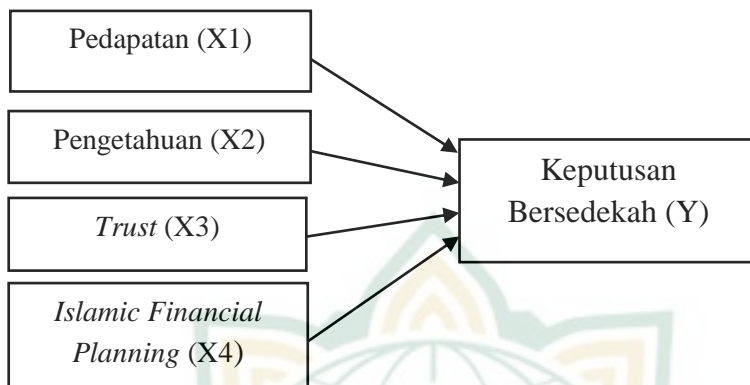 Pedapatan (X1)
Pengetahuan (X2)
Trust (X3)
Islamic Financial
Planning (X4)
Keputusan
Bersedekah (Y)